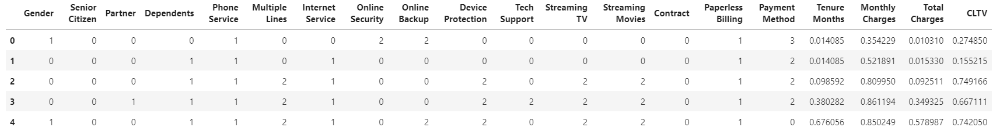 Gender Senior Citizen Partner Dependents Phone Service Multiple Lines Internet Service Online Security Online Backup Device Protection Tech Support Streaming TV Streaming Movies Contract Paperless Billing Payment Method Tenure Months Monthly Charges Total Charges CLTV
0 1 0 0 0 1 0 0 2 2 0 0 0 0 0 1 3 0.014085 0.354229 0.010310 0.274850
1 0 0 0 1 1 0 1 0 0 0 0 0 0 0 1 2 0.014085 0.521891 0.015330 0.155215
2 0 0 0 1 1 2 1 0 0 2 0 2 2 0 1 2 0.098592 0.809950 0.092511 0.749166
3 0 0 1 1 1 2 1 0 0 2 2 2 2 0 1 2 0.380282 0.861194 0.349325 0.667111
4 1 0 0 1 1 2 1 0 2 2 0 2 2 0 1 0 0.676056 0.850249 0.578987 0.742050